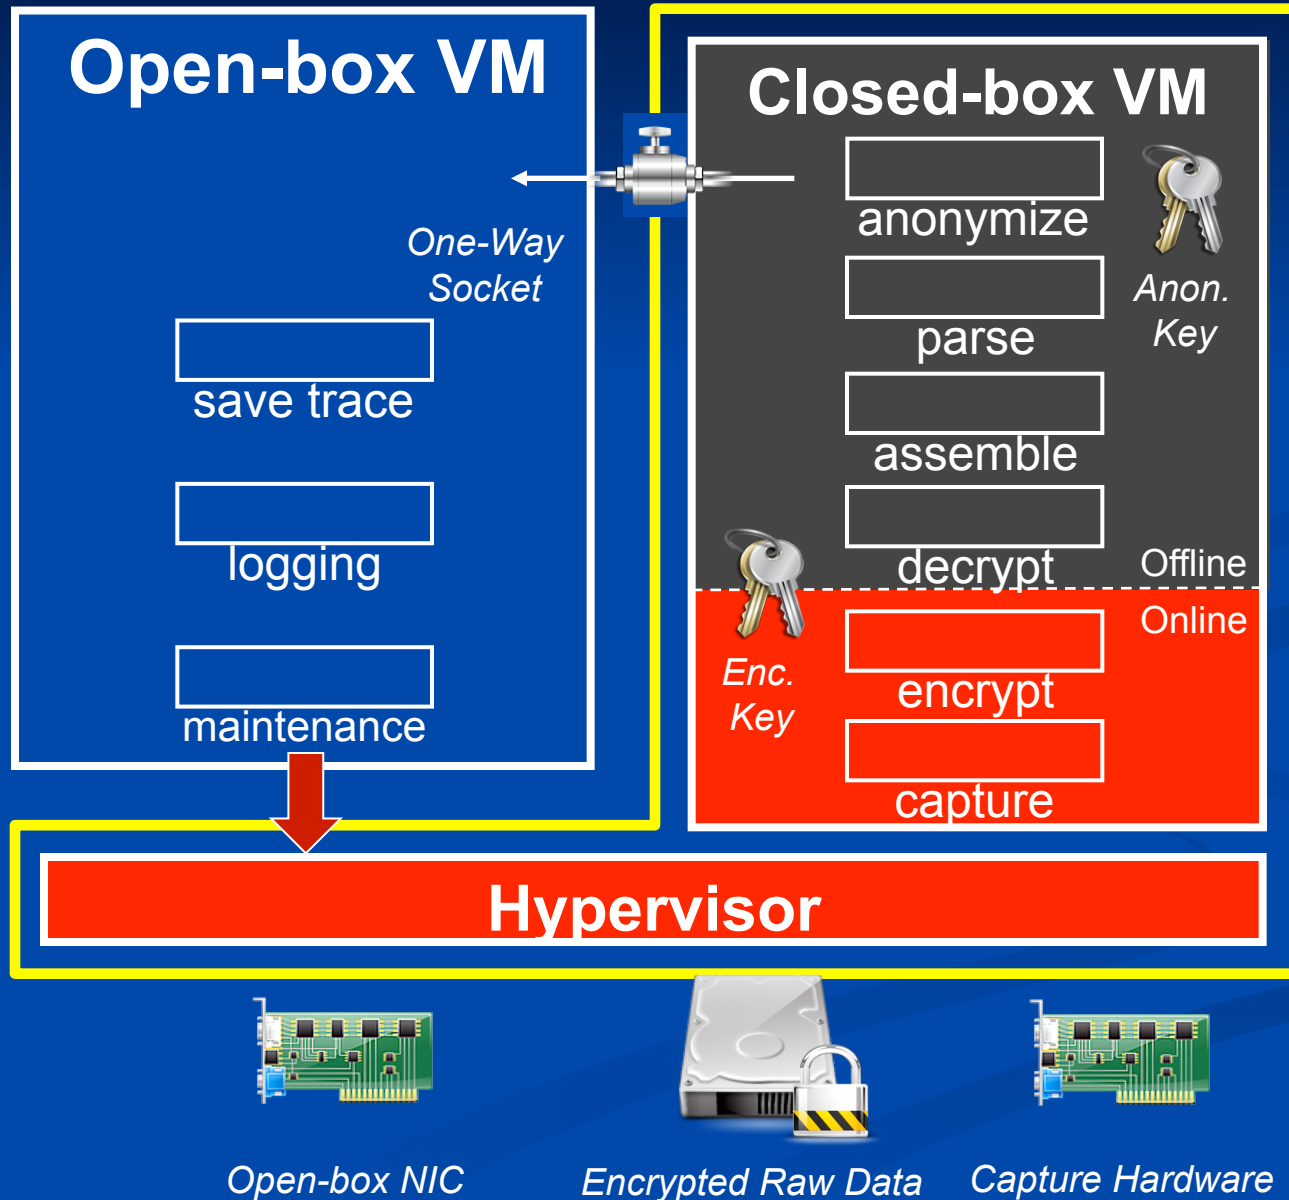 Open-box VM
One-Way
Socket
save trace
logging
maintenance
Closed-box VM
anonymize
Anon.
Key
parse
assemble
decrypt
Offline
Online
Enc.
Key
encrypt
capture
Hypervisor
Open-box NIC
Encrypted Raw Data
Capture Hardware